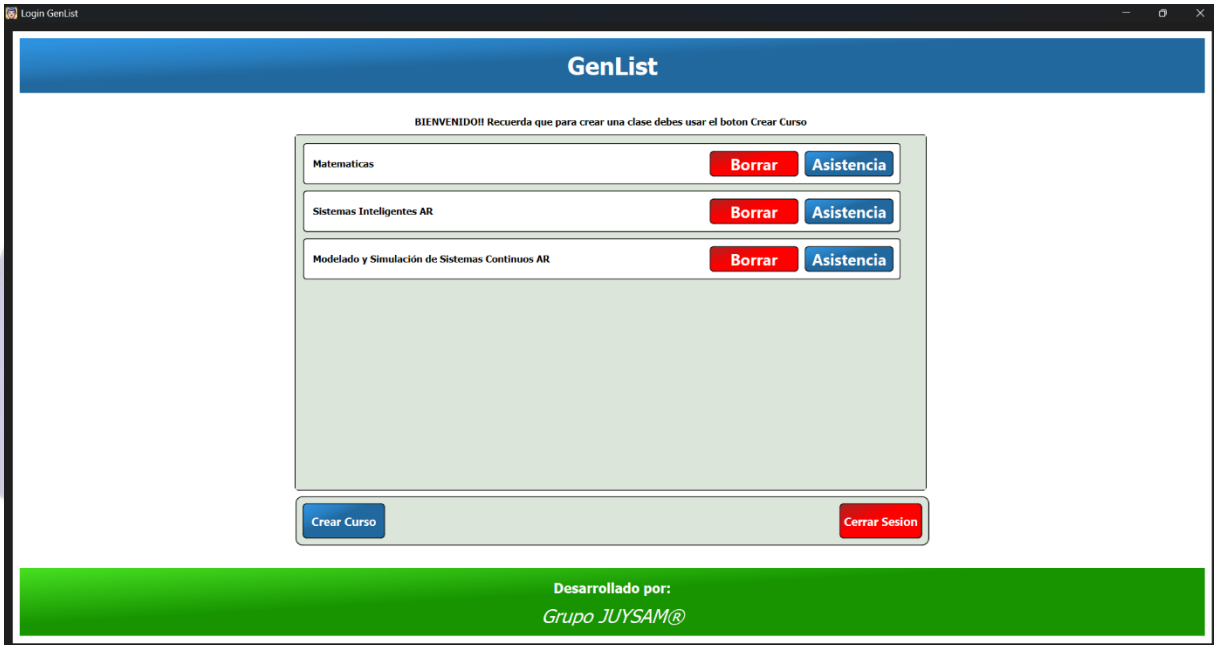 Login GenList
GenList
BIENVENIDO!! Recuerda que para crear una clase debes usar el boton Crear Curso
Matematicas Borrar Asistencia
Sistemas Inteligentes AR Borrar Asistencia
Modelado y Simulación de Sistemas Continuos AR Borrar Asistencia
Crear Curso Cerrar Sesion
Desarrollado por:
Grupo JUYSAM®